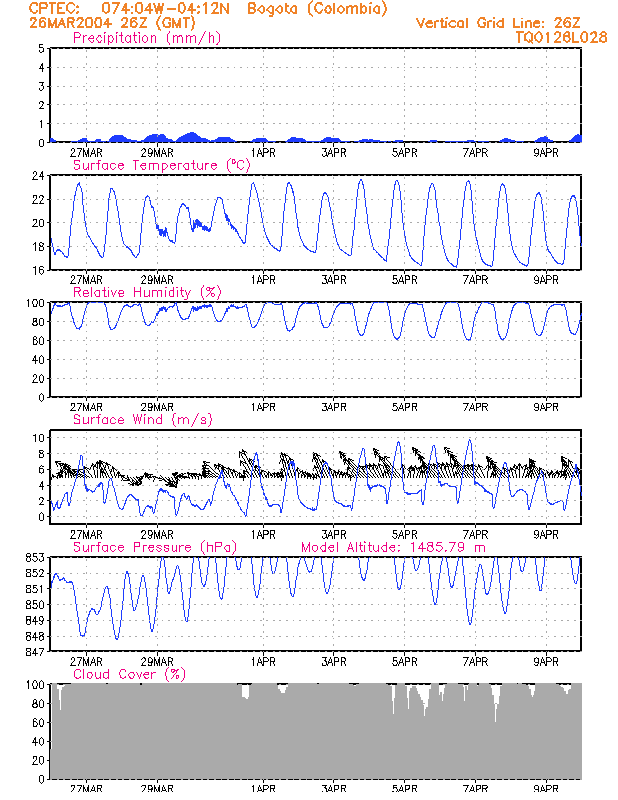 CPTEC: 074:04W-04:12N Bogota (Colombia)
26MAR2004 26Z (GMT) Vertical Grid Line: 26Z
Precipitation (mm/h) TQ0126L028
5
4
3
2
1
0
27MAR 29MAR 1APR 3APR 5APR 7APR 9APR
Surface Temperature (ºC)
24
22
20
18
16
27MAR 29MAR 1APR 3APR 5APR 7APR 9APR
Relative Humidity (%)
100
80
60
40
20
0
27MAR 29MAR 1APR 3APR 5APR 7APR 9APR
Surface Wind (m/s)
10
8
6
4
2
0
27MAR 29MAR 1APR 3APR 5APR 7APR 9APR
Surface Pressure (hPa) Model Altitude: 1485.79 m
853
852
851
850
849
848
847
27MAR 29MAR 1APR 3APR 5APR 7APR 9APR
Cloud Cover (%)
100
80
60
40
20
0
27MAR 29MAR 1APR 3APR 5APR 7APR 9APR